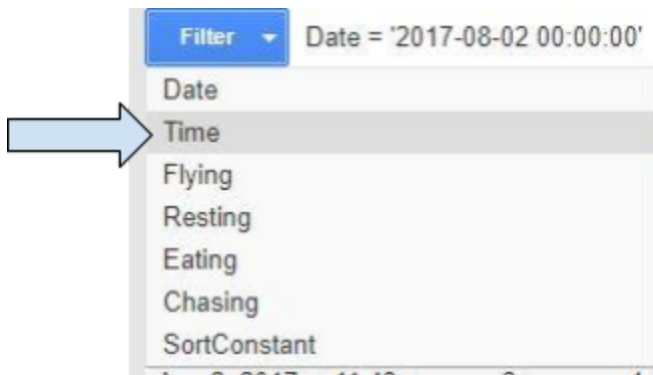 Filter Date = '2017-08-02 00:00:00'
Date
Time
Flying
Resting
Eating
Chasing
SortConstant